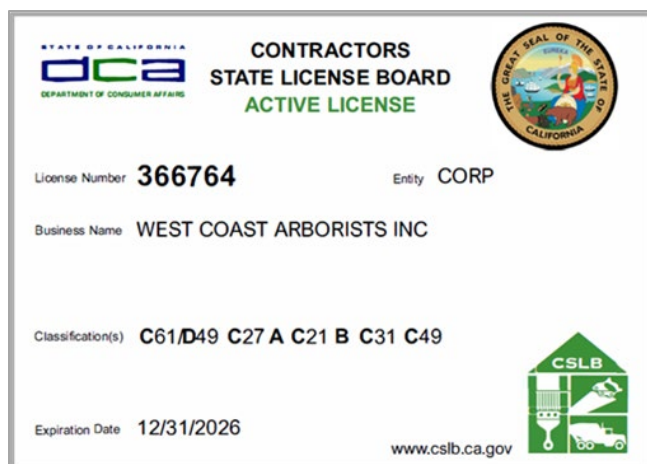 STATE OF CALIFORNIA
dca
DEPARTMENT OF CONSUMER AFFAIRS
CONTRACTORS
STATE LICENSE BOARD
ACTIVE LICENSE
THE GREAT SEAL OF THE STATE OF CALIFORNIA
EUREKA
License Number 366764
Entity CORP
Business Name WEST COAST ARBORISTS INC
Classification(s) C61/D49 C27 A C21 B C31 C49
CSLB
Expiration Date 12/31/2026
www.cslb.ca.gov